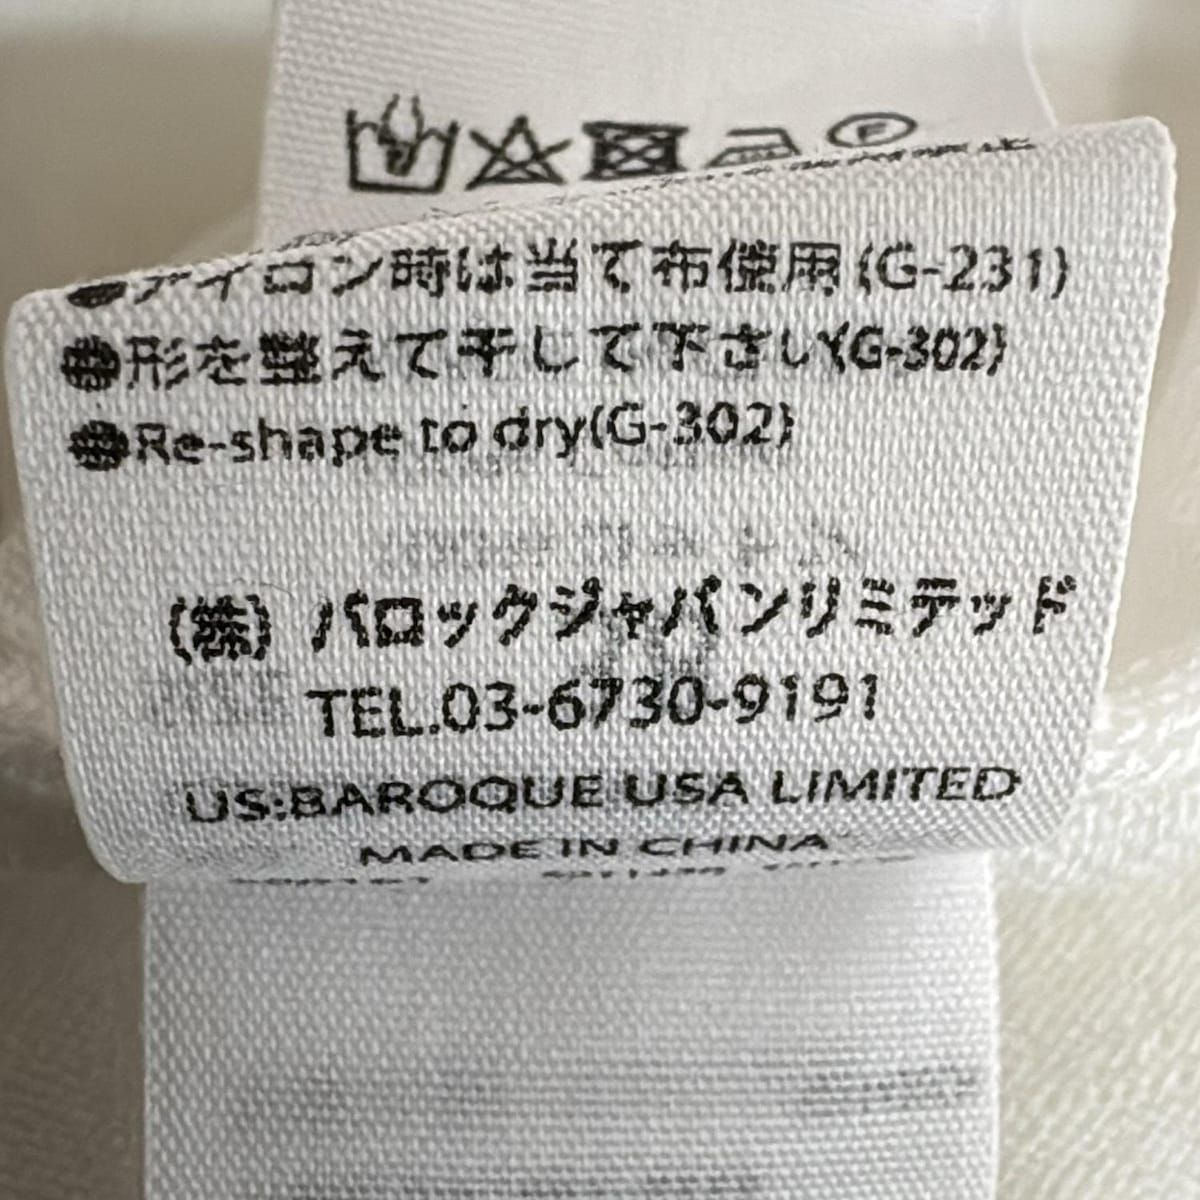 ●アイロン時は当て布使用(G-231)
●形を整えて干して下さい(G-302)
●Re-shape to dry(G-302)
(株) バロックジャパンリミテッド
TEL.03-6730-9191
US:BAROQUE USA LIMITED
MADE IN CHINA